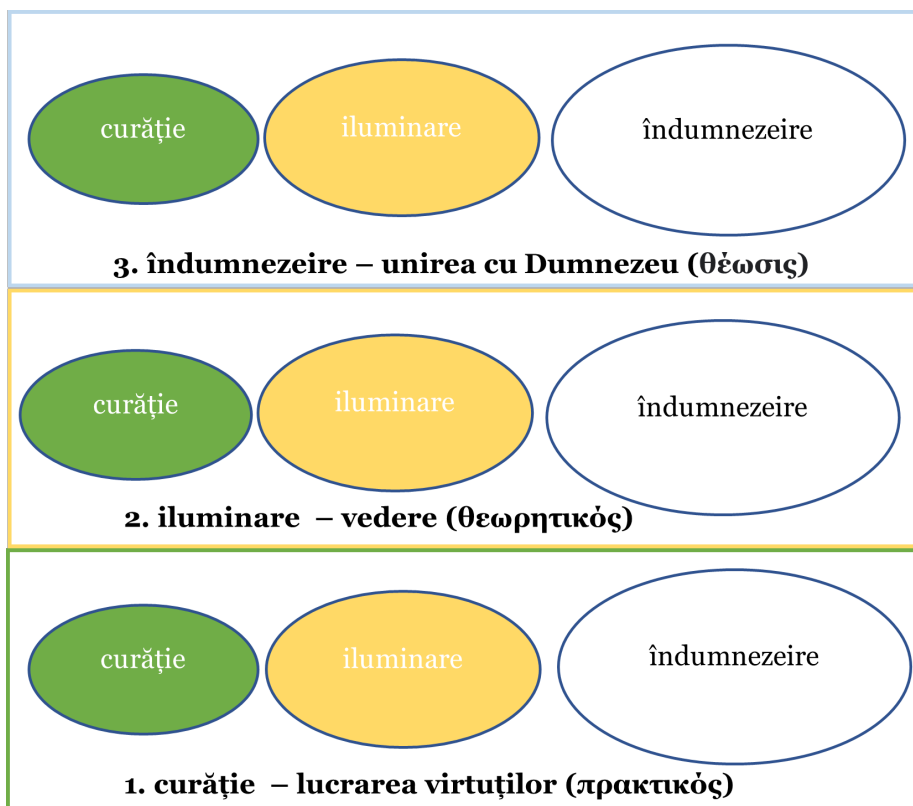 curăție iluminare îndumnezeire
3. îndumnezeire – unirea cu Dumnezeu (θέωσις)
curăție iluminare îndumnezeire
2. iluminare – vedere (θεωρητικός)
curăție iluminare îndumnezeire
1. curăție – lucrarea virtuților (πρακτικός)